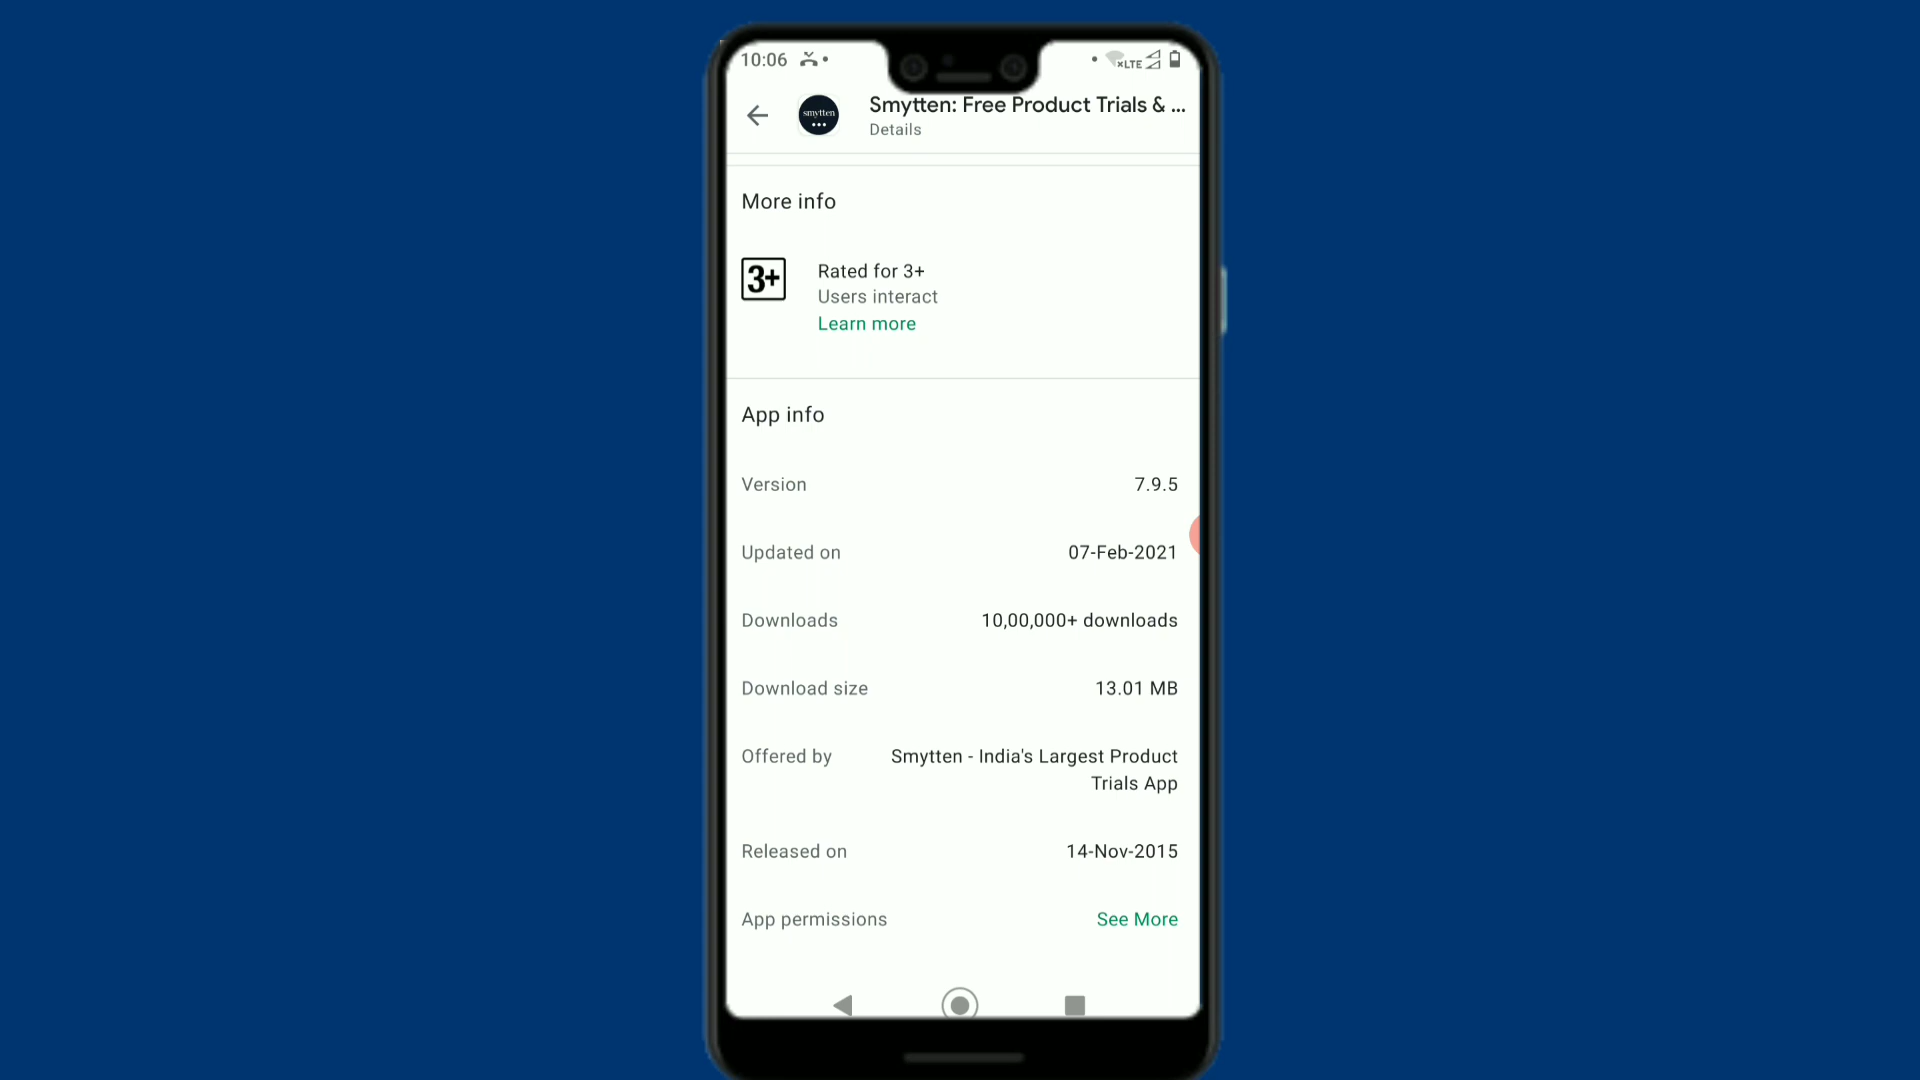 10:06
xLTE
smytten
Smytten: Free Product Trials & ...
Details
More info
3+
Rated for 3+
Users interact
Learn more
App info
Version 7.9.5
Updated on 07-Feb-2021
Downloads 10,00,000+ downloads
Download size 13.01 MB
Offered by Smytten - India's Largest Product
Trials App
Released on 14-Nov-2015
App permissions See More